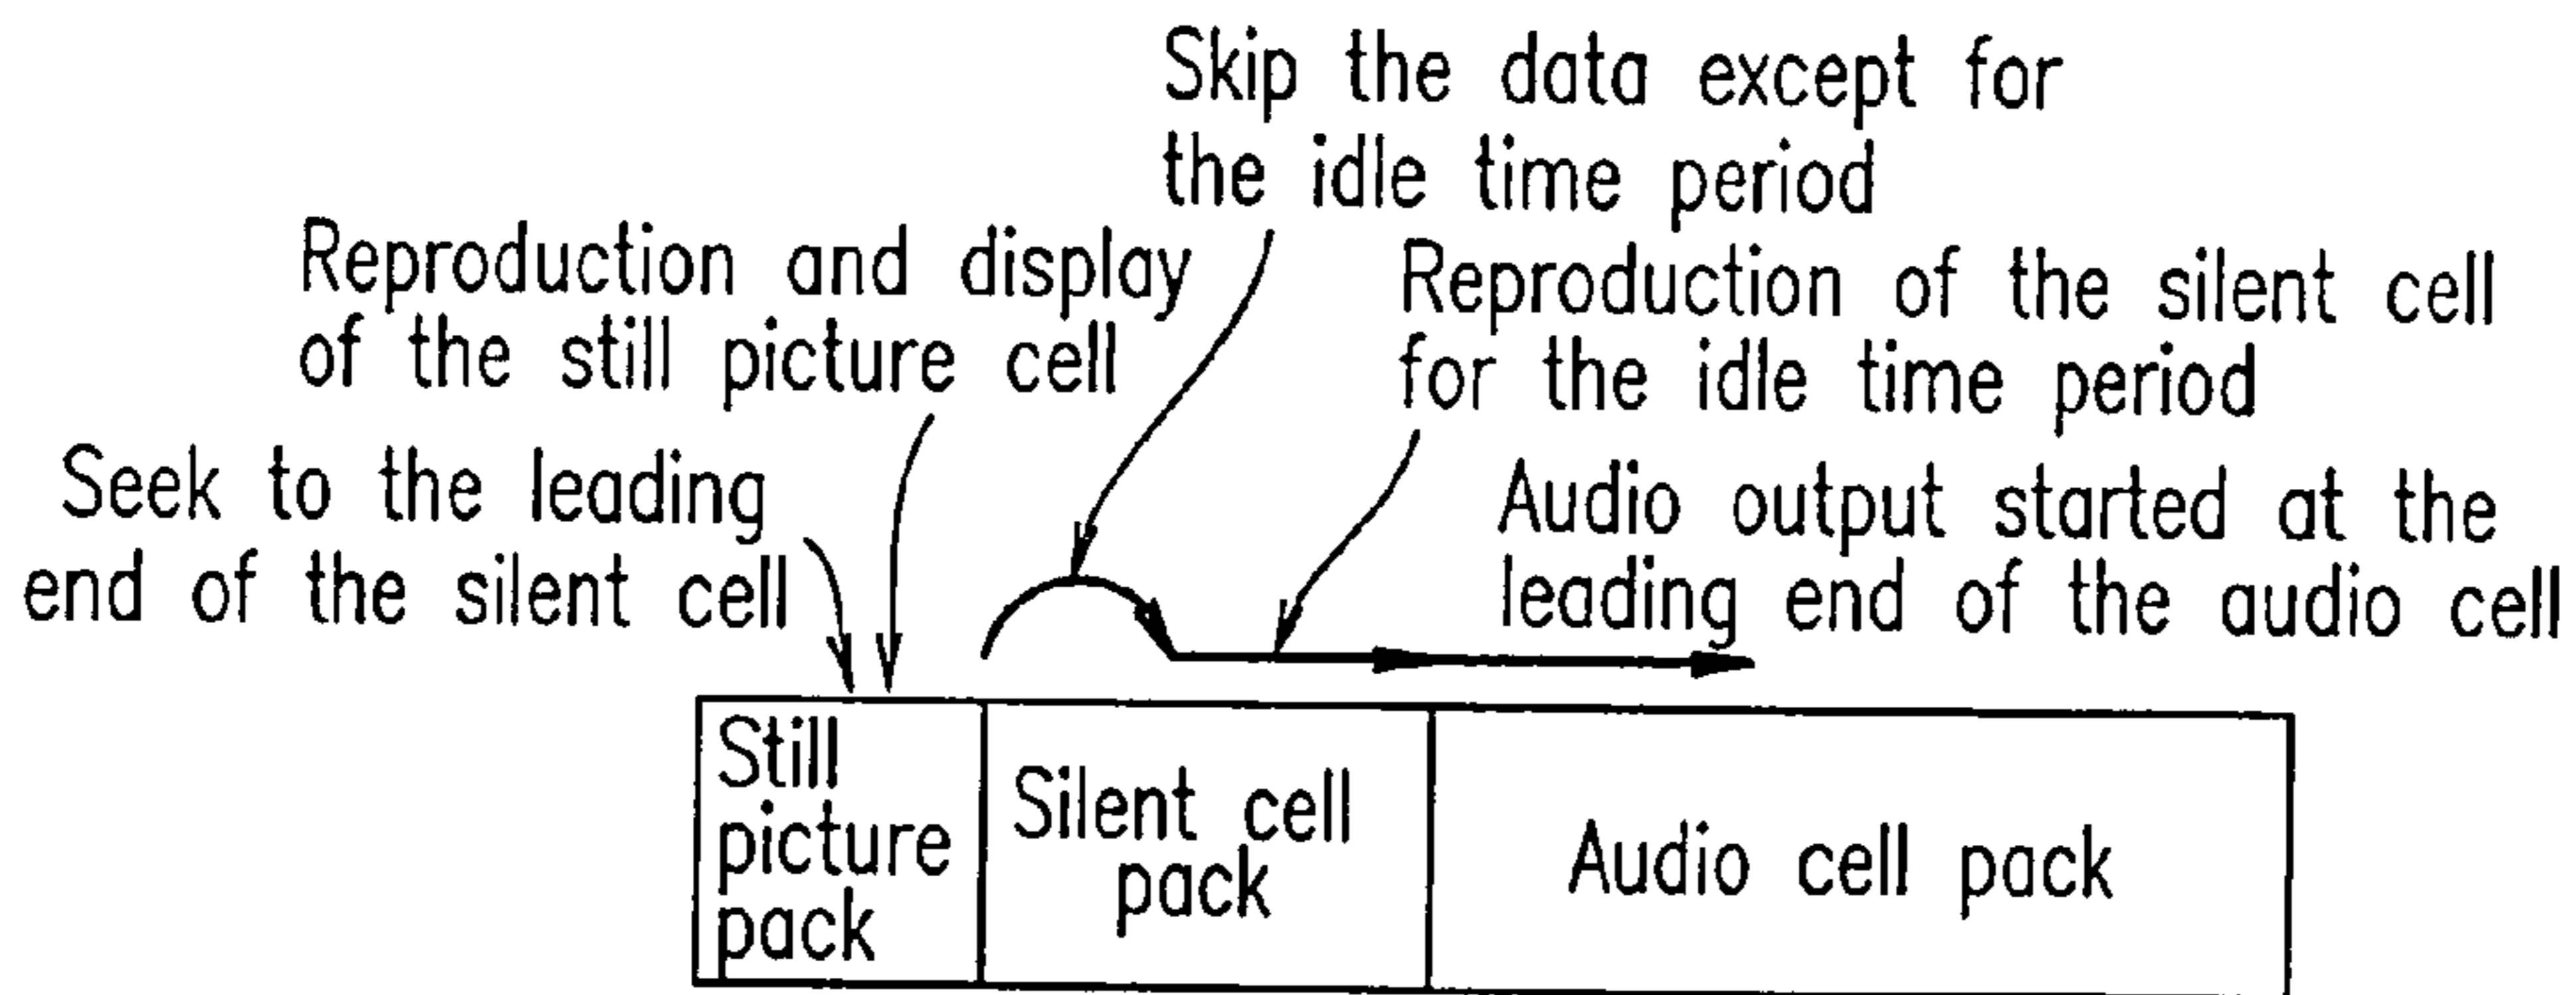 Skip the data except for
the idle time period
Reproduction and display
of the still picture cell
Reproduction of the silent cell
for the idle time period
Seek to the leading
end of the silent cell
Audio output started at the
leading end of the audio cell
Still
picture
pack
Silent cell
pack
Audio cell pack